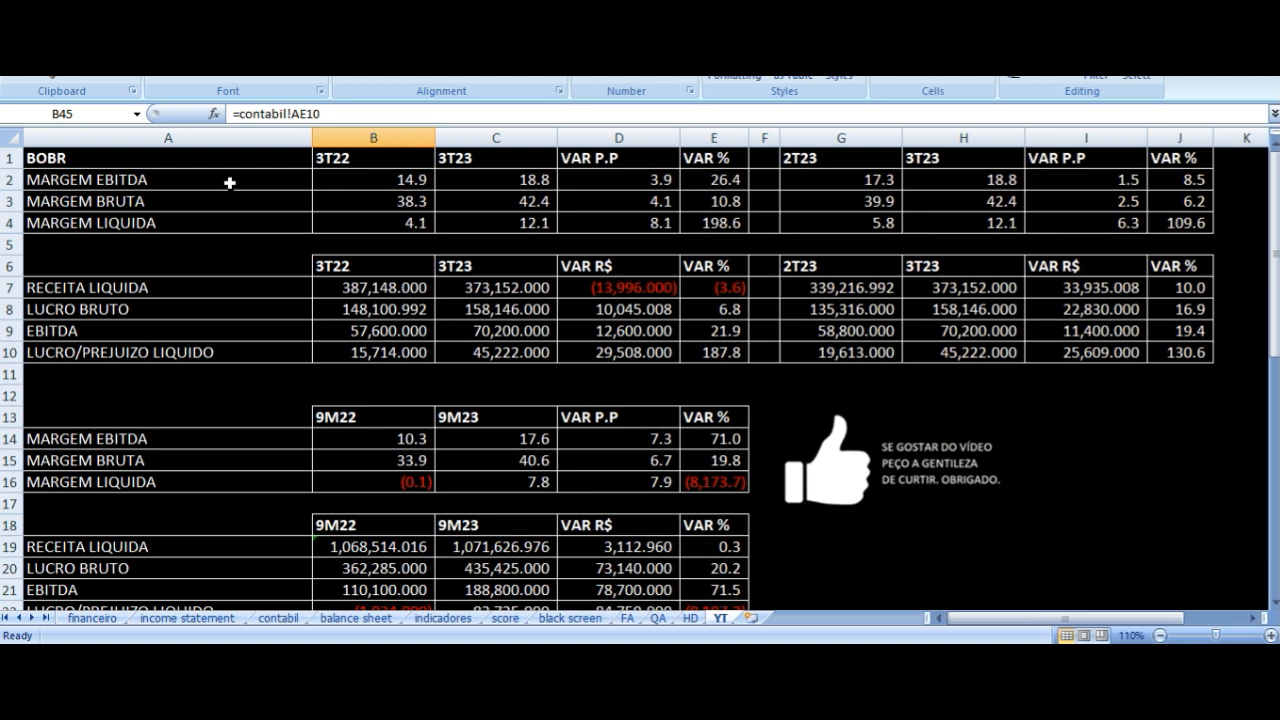 Clipboard Font Alignment Number Styles Cells Editing
B45 fx =contabil!AE10
A B C D E F G H I J K
1 BOBR 3T22 3T23 VAR P.P VAR % 2T23 3T23 VAR P.P VAR %
2 MARGEM EBITDA 14.9 18.8 3.9 26.4 17.3 18.8 1.5 8.5
3 MARGEM BRUTA 38.3 42.4 4.1 10.8 39.9 42.4 2.5 6.2
4 MARGEM LIQUIDA 4.1 12.1 8.1 198.6 5.8 12.1 6.3 109.6
5
6 3T22 3T23 VAR R$ VAR % 2T23 3T23 VAR R$ VAR %
7 RECEITA LIQUIDA 387,148.000 373,152.000 (13,996.000) (3.6) 339,216.992 373,152.000 33,935.008 10.0
8 LUCRO BRUTO 148,100.992 158,146.000 10,045.008 6.8 135,316.000 158,146.000 22,830.000 16.9
9 EBITDA 57,600.000 70,200.000 12,600.000 21.9 58,800.000 70,200.000 11,400.000 19.4
10 LUCRO/PREJUIZO LIQUIDO 15,714.000 45,222.000 29,508.000 187.8 19,613.000 45,222.000 25,609.000 130.6
11
12
13 9M22 9M23 VAR P.P VAR %
14 MARGEM EBITDA 10.3 17.6 7.3 71.0
15 MARGEM BRUTA 33.9 40.6 6.7 19.8
16 MARGEM LIQUIDA (0.1) 7.8 7.9 (8,173.7)
SE GOSTAR DO VÍDEO
PEÇO A GENTILEZA
DE CURTIR. OBRIGADO.
17
18 9M22 9M23 VAR R$ VAR %
19 RECEITA LIQUIDA 1,068,514.016 1,071,626.976 3,112.960 0.3
20 LUCRO BRUTO 362,285.000 435,425.000 73,140.000 20.2
21 EBITDA 110,100.000 188,800.000 78,700.000 71.5
LUCRO/PREJUIZO LIQUIDO
financeiro income statement contabil balance sheet indicadores score black screen FA QA HD YT
Ready 110%